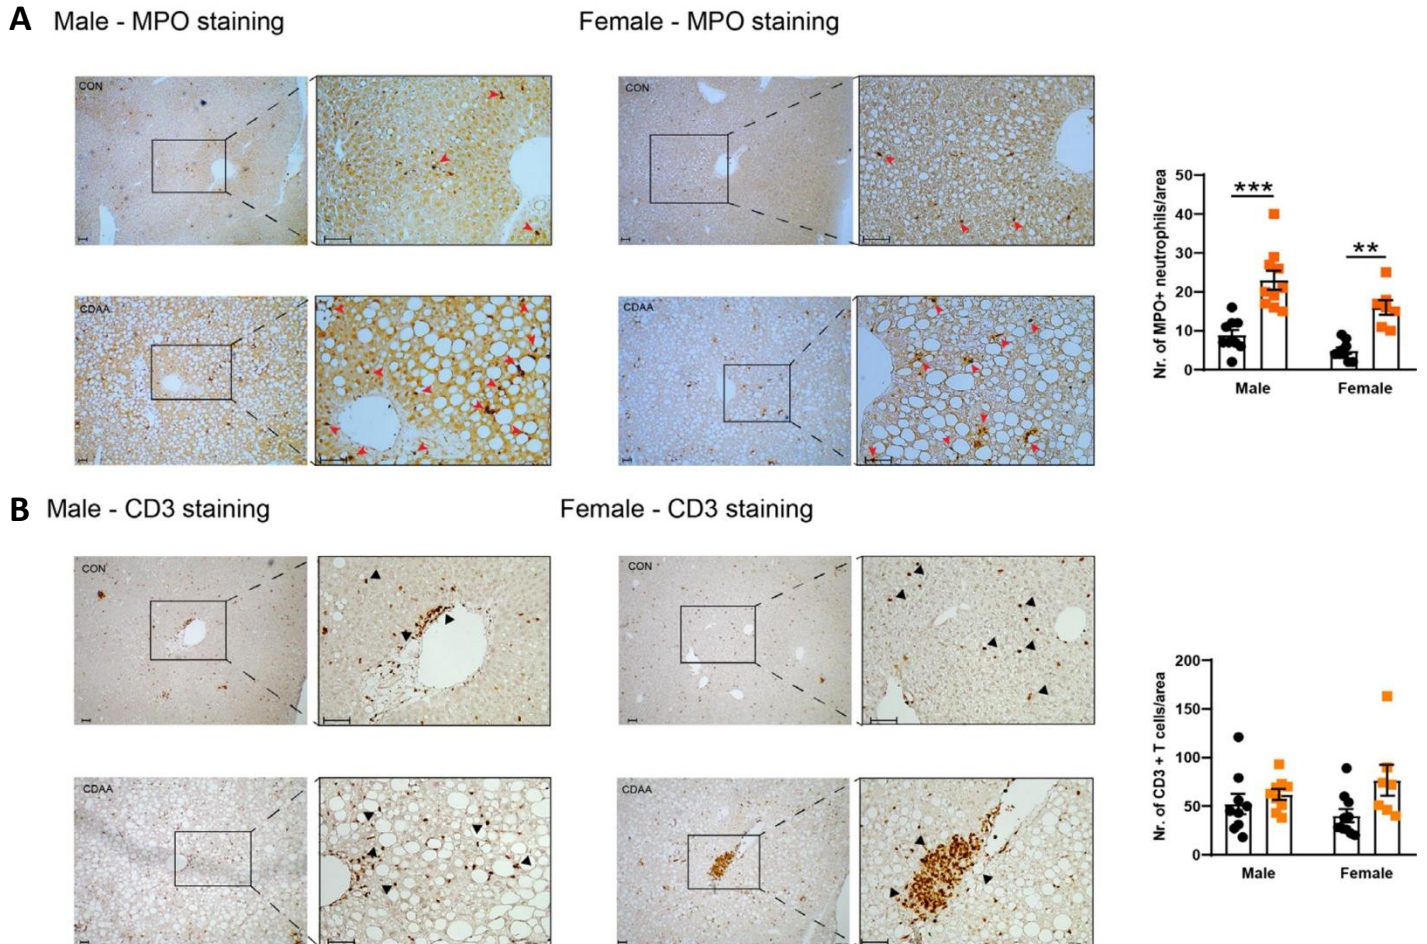 A Male - MPO staining Female - MPO staining
CON
CON
CDAA
CDAA
Nr. of MPO+ neutrophils/area
50
40
30
20
10
0
***
**
Male Female
B Male - CD3 staining Female - CD3 staining
CON
CON
CDAA
CDAA
Nr. of CD3 + T cells/area
200
150
100
50
0
Male Female